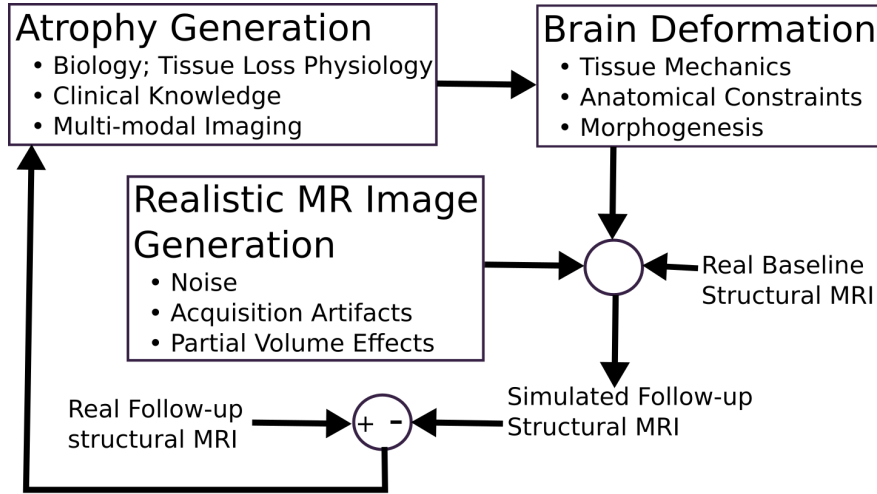 Atrophy Generation
• Biology; Tissue Loss Physiology
• Clinical Knowledge
• Multi-modal Imaging
Brain Deformation
• Tissue Mechanics
• Anatomical Constraints
• Morphogenesis
Realistic MR Image
Generation
• Noise
• Acquisition Artifacts
• Partial Volume Effects
Real Baseline
Structural MRI
Simulated Follow-up
Structural MRI
Real Follow-up
structural MRI
+ -